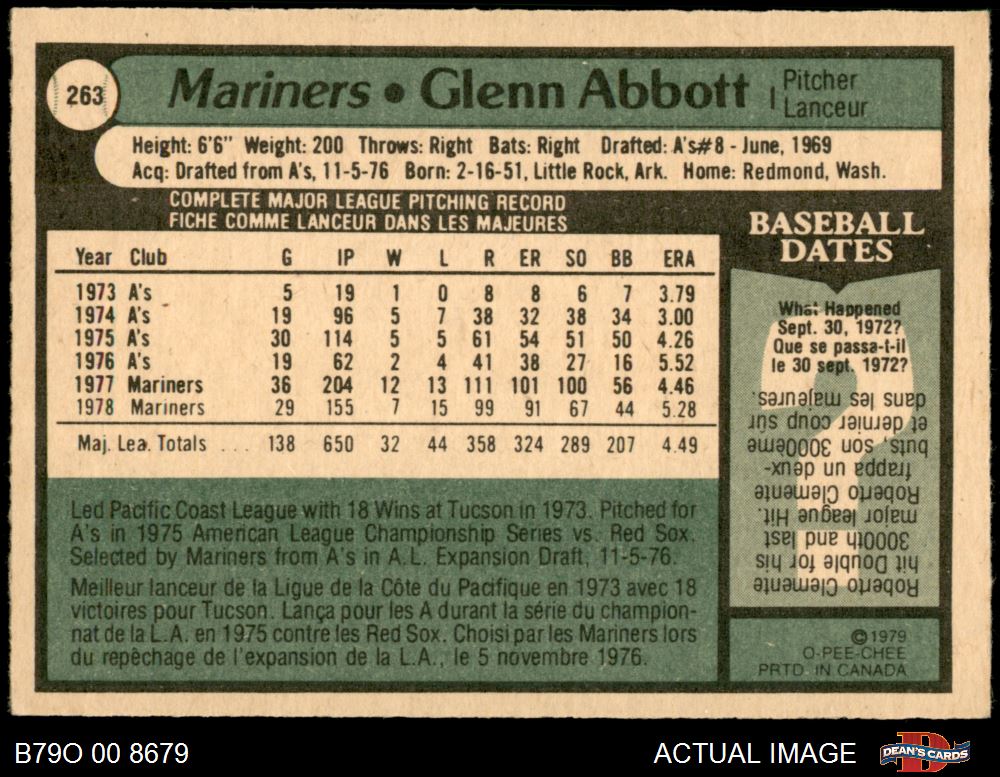 263
Mariners • Glenn Abbott
Pitcher
Lanceur
Height: 6'6" Weight: 200 Throws: Right Bats: Right Drafted: A's#8 - June, 1969
Acq: Drafted from A's, 11-5-76 Born: 2-16-51, Little Rock, Ark. Home: Redmond, Wash.
COMPLETE MAJOR LEAGUE PITCHING RECORD
FICHE COMME LANCEUR DANS LES MAJEURES
Year Club G IP W L R ER SO BB ERA
1973 A's 5 19 1 0 8 8 6 7 3.79
1974 A's 19 96 5 7 38 32 38 34 3.00
1975 A's 30 114 5 5 61 54 51 50 4.26
1976 A's 19 62 2 4 41 38 27 16 5.52
1977 Mariners 36 204 12 13 111 101 100 56 4.46
1978 Mariners 29 155 7 15 99 91 67 44 5.28
Maj. Lea. Totals ... 138 650 32 44 358 324 289 207 4.49
Led Pacific Coast League with 18 Wins at Tucson in 1973. Pitched for
A's in 1975 American League Championship Series vs. Red Sox.
Selected by Mariners from A's in A.L. Expansion Draft, 11-5-76.
Meilleur lanceur de la Ligue de la Côte du Pacifique en 1973 avec 18
victoires pour Tucson. Lança pour les A durant la série du champion-
nat de la L.A. en 1975 contre les Red Sox. Choisi par les Mariners lors
du repêchage de l'expansion de la L.A., le 5 novembre 1976.
BASEBALL
DATES
What Happened
Sept. 30, 1972?
Que se passa-t-il
le 30 sept. 1972?
Roberto Clemente
hit Double for his
3000th and last
major league Hit.
Roberto Clemente
frappa un deux-
buts, son 3000ème
et dernier coup sûr
dans les majeures.
©1979
O-PEE-CHEE
PRTD. IN CANADA
B79O 00 8679
ACTUAL IMAGE
DEAN'S CARDS